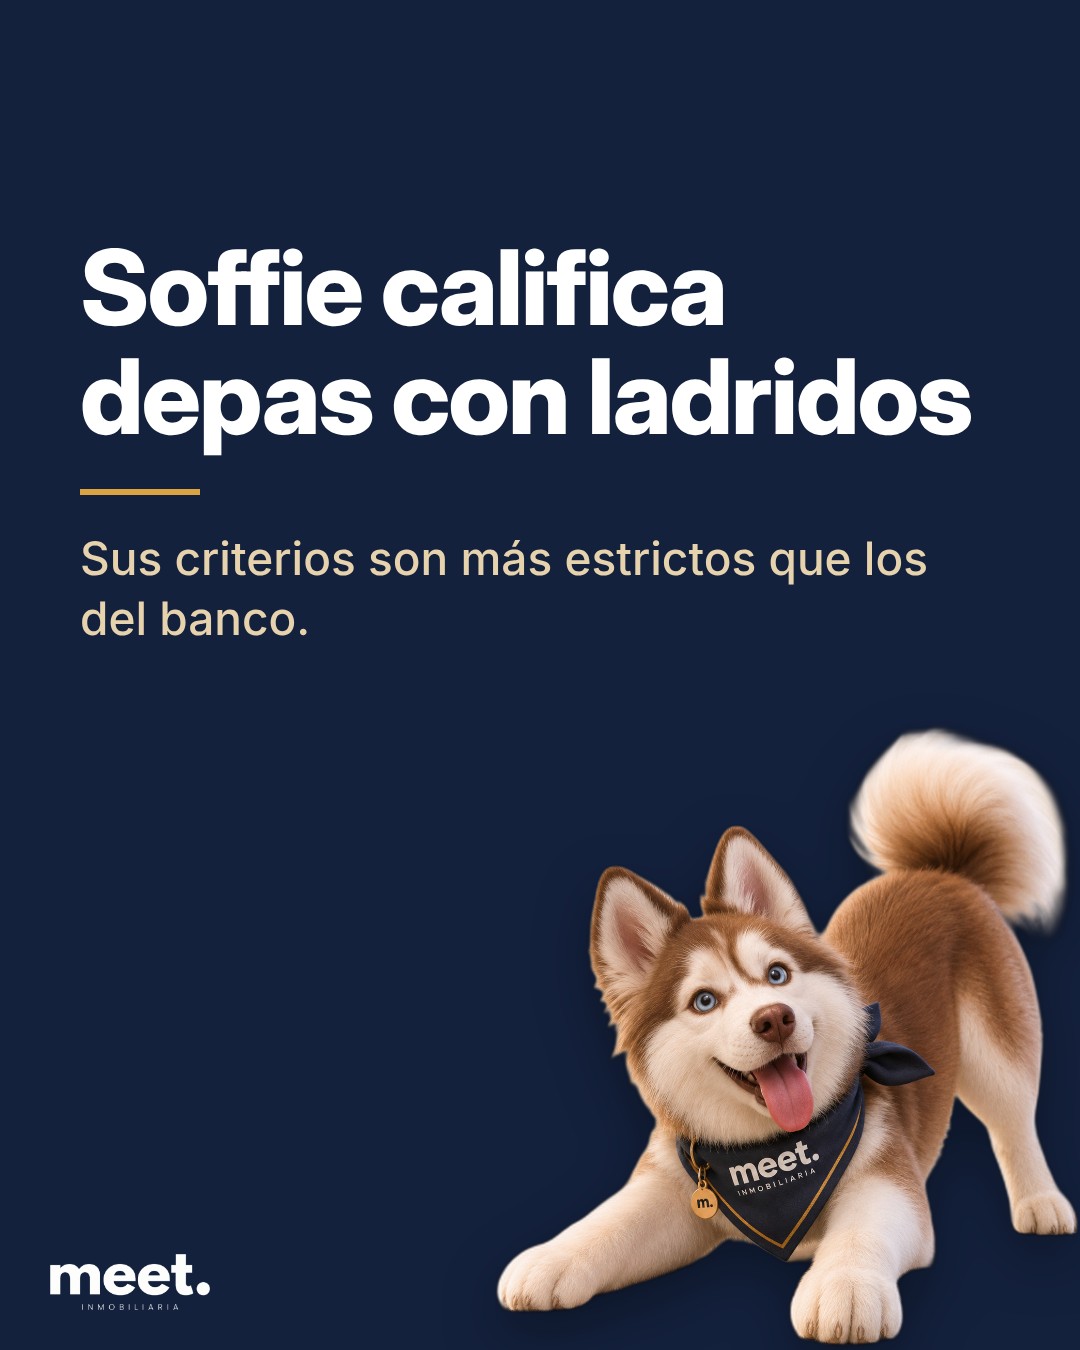 Soffie califica
depas con ladridos
Sus criterios son más estrictos que los
del banco.
meet.
INMOBILIARIA
m.
meet.
INMOBILIARIA